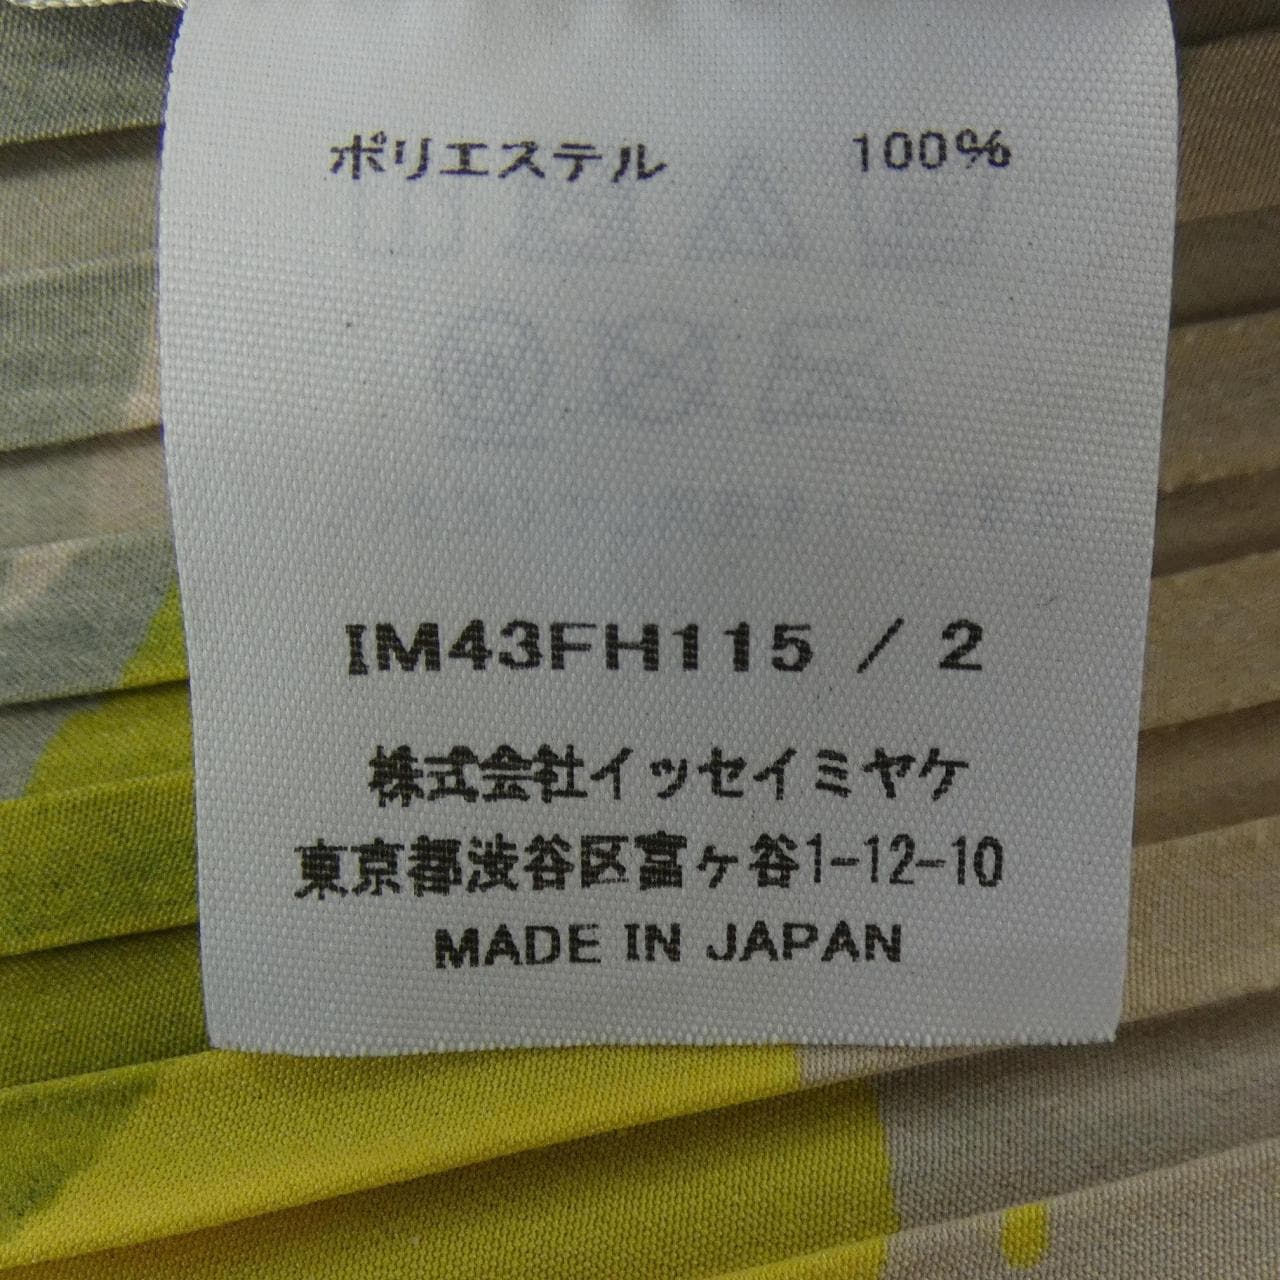 ポリエステル 100%
IM43FH115 / 2
株式会社イッセイミヤケ
東京都渋谷区富ヶ谷1-12-10
MADE IN JAPAN